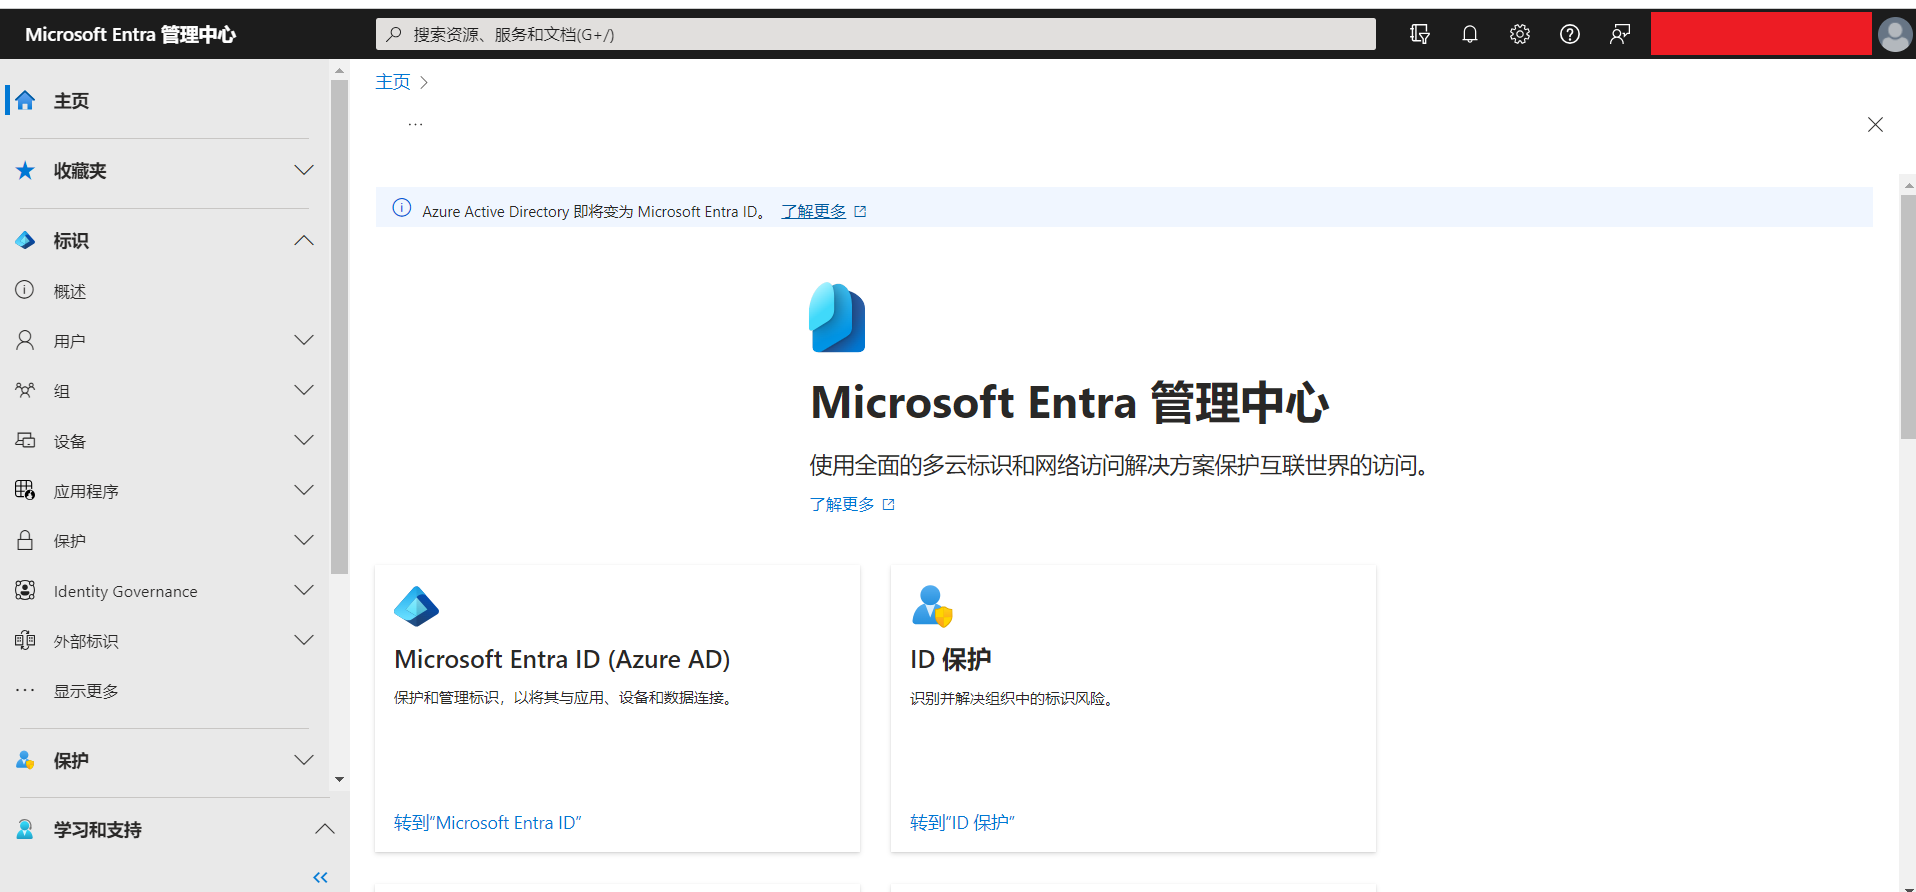 Microsoft Entra 管理中心
搜索资源、服务和文档(G+/)
主页
收藏夹
标识
概述
用户
组
设备
应用程序
保护
Identity Governance
外部标识
显示更多
保护
学习和支持
主页
Azure Active Directory 即将变为 Microsoft Entra ID。 了解更多
Microsoft Entra 管理中心
使用全面的多云标识和网络访问解决方案保护互联世界的访问。
了解更多
Microsoft Entra ID (Azure AD)
保护和管理标识，以将其与应用、设备和数据连接。
转到“Microsoft Entra ID”
ID 保护
识别并解决组织中的标识风险。
转到“ID 保护”